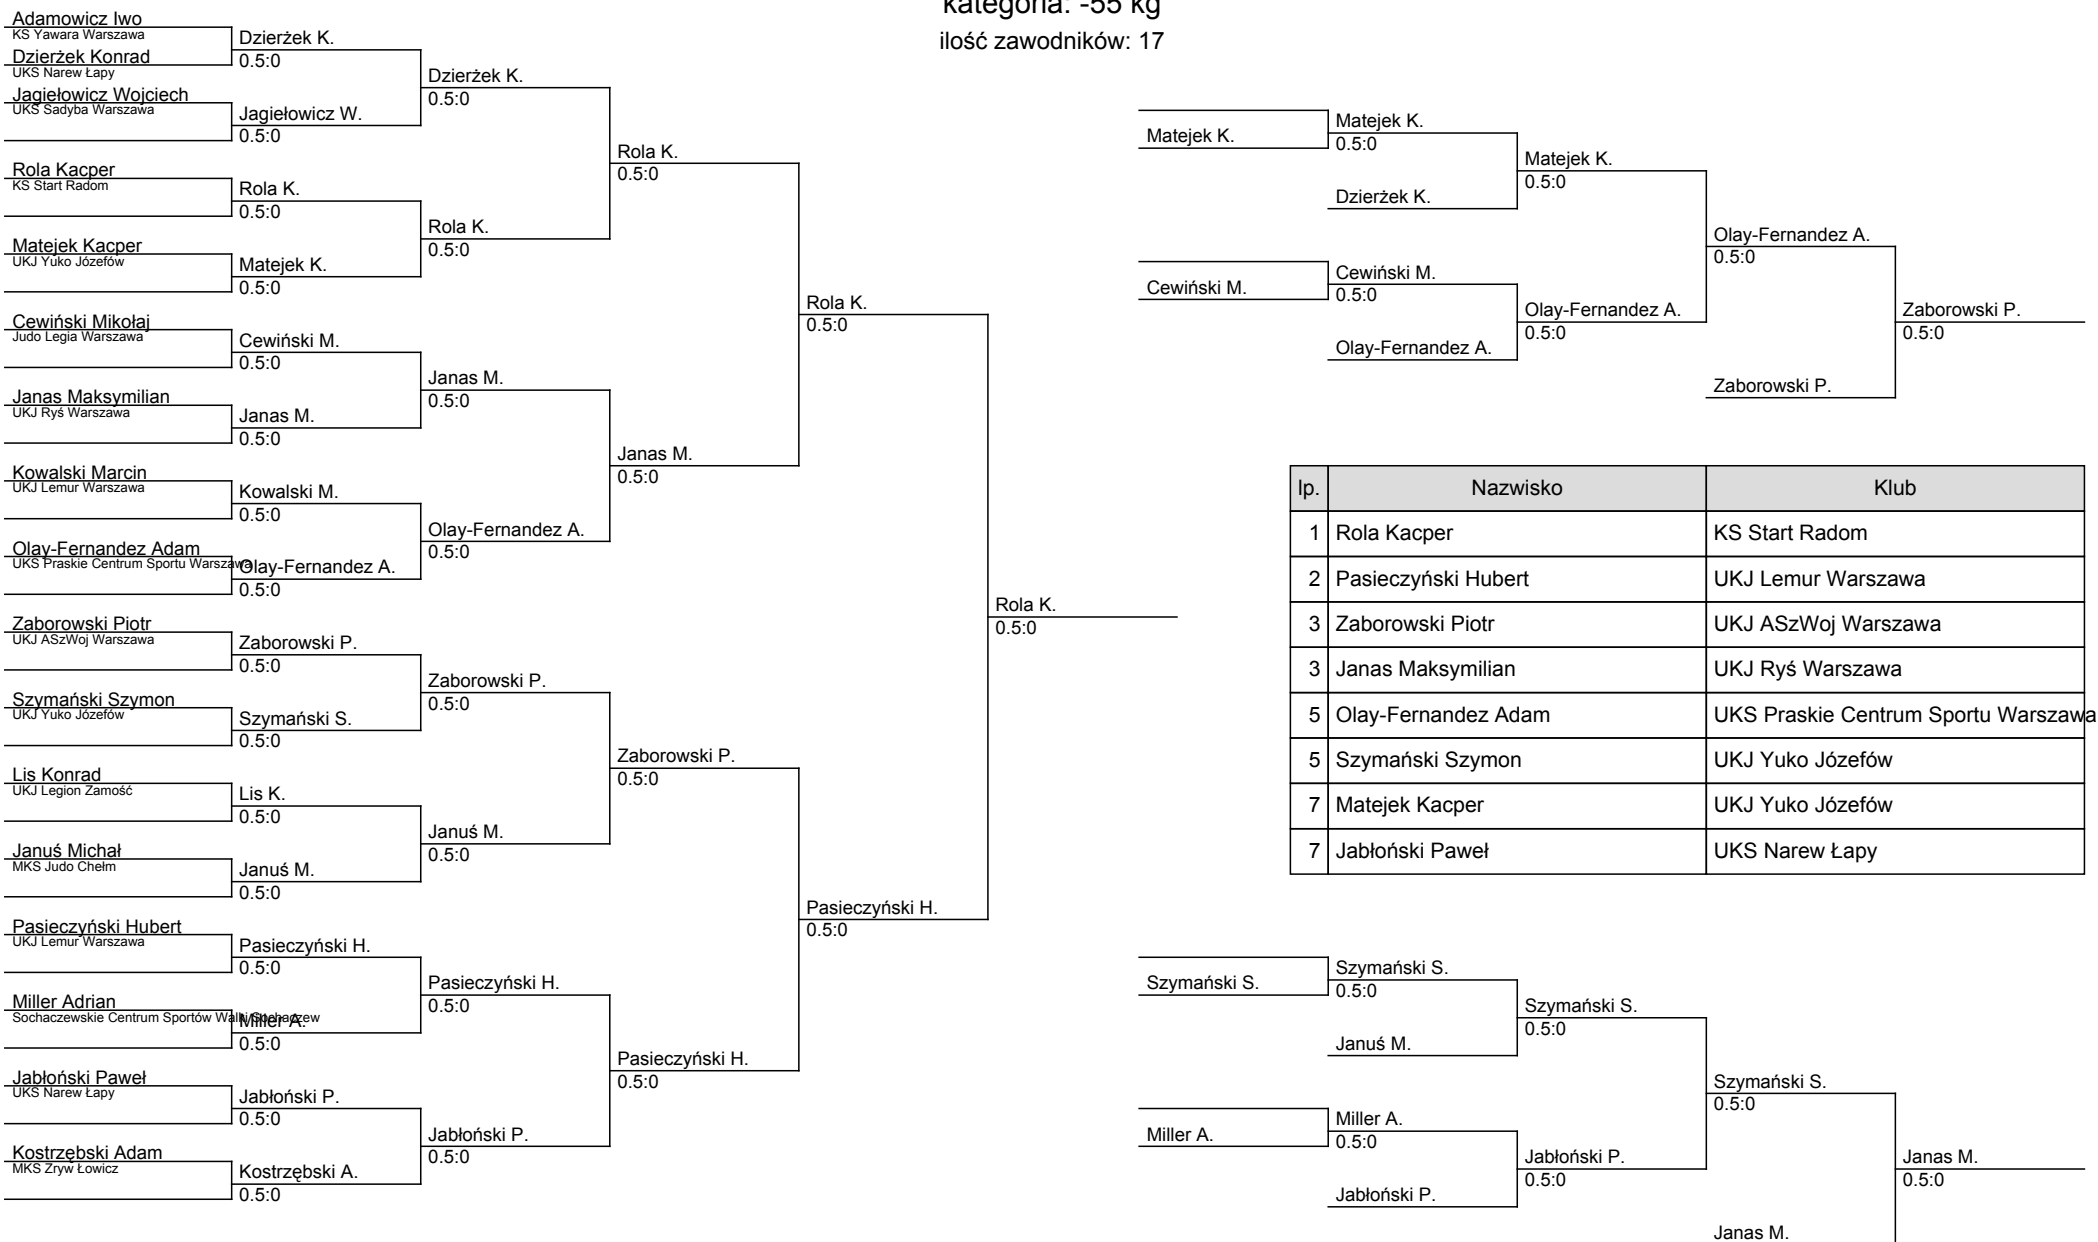 kategoria: -55 kg
ilość zawodników: 17
Adamowicz Iwo
KS Yawara Warszawa
Dzierżek Konrad
UKS Narew Łapy
Jagiełowicz Wojciech
UKS Sadyba Warszawa
Rola Kacper
KS Start Radom
Matejek Kacper
UKJ Yuko Józefów
Cewiński Mikołaj
Judo Legia Warszawa
Janas Maksymilian
UKJ Ryś Warszawa
Kowalski Marcin
UKJ Lemur Warszawa
Olay-Fernandez Adam
UKS Praskie Centrum Sportu Warszawa
Zaborowski Piotr
UKJ ASzWoj Warszawa
Szymański Szymon
UKJ Yuko Józefów
Lis Konrad
UKJ Legion Zamość
Januś Michał
MKS Judo Chełm
Pasieczyński Hubert
UKJ Lemur Warszawa
Miller Adrian
Sochaczewskie Centrum Sportów Walki Sochaczew
Jabłoński Paweł
UKS Narew Łapy
Kostrzębski Adam
MKS Zryw Łowicz
Dzierżek K.
0.5:0
Jagiełowicz W.
0.5:0
Rola K.
0.5:0
Matejek K.
0.5:0
Cewiński M.
0.5:0
Janas M.
0.5:0
Kowalski M.
0.5:0
Olay-Fernandez A.
0.5:0
Zaborowski P.
0.5:0
Szymański S.
0.5:0
Lis K.
0.5:0
Januś M.
0.5:0
Pasieczyński H.
0.5:0
Miller A.
0.5:0
Jabłoński P.
0.5:0
Kostrzębski A.
0.5:0
Dzierżek K.
0.5:0
Rola K.
0.5:0
Janas M.
0.5:0
Olay-Fernandez A.
0.5:0
Zaborowski P.
0.5:0
Januś M.
0.5:0
Pasieczyński H.
0.5:0
Jabłoński P.
0.5:0
Rola K.
0.5:0
Janas M.
0.5:0
Zaborowski P.
0.5:0
Pasieczyński H.
0.5:0
Rola K.
0.5:0
Pasieczyński H.
0.5:0
Rola K.
0.5:0
Matejek K.
Cewiński M.
Matejek K.
0.5:0
Dzierżek K.
Cewiński M.
0.5:0
Olay-Fernandez A.
Matejek K.
0.5:0
Olay-Fernandez A.
0.5:0
Olay-Fernandez A.
0.5:0
Zaborowski P.
Zaborowski P.
0.5:0
lp. Nazwisko Klub
1 Rola Kacper KS Start Radom
2 Pasieczyński Hubert UKJ Lemur Warszawa
3 Zaborowski Piotr UKJ ASzWoj Warszawa
3 Janas Maksymilian UKJ Ryś Warszawa
5 Olay-Fernandez Adam UKS Praskie Centrum Sportu Warszawa
5 Szymański Szymon UKJ Yuko Józefów
7 Matejek Kacper UKJ Yuko Józefów
7 Jabłoński Paweł UKS Narew Łapy
Szymański S.
Miller A.
Szymański S.
0.5:0
Januś M.
Miller A.
0.5:0
Jabłoński P.
Szymański S.
0.5:0
Jabłoński P.
0.5:0
Szymański S.
0.5:0
Janas M.
Janas M.
0.5:0